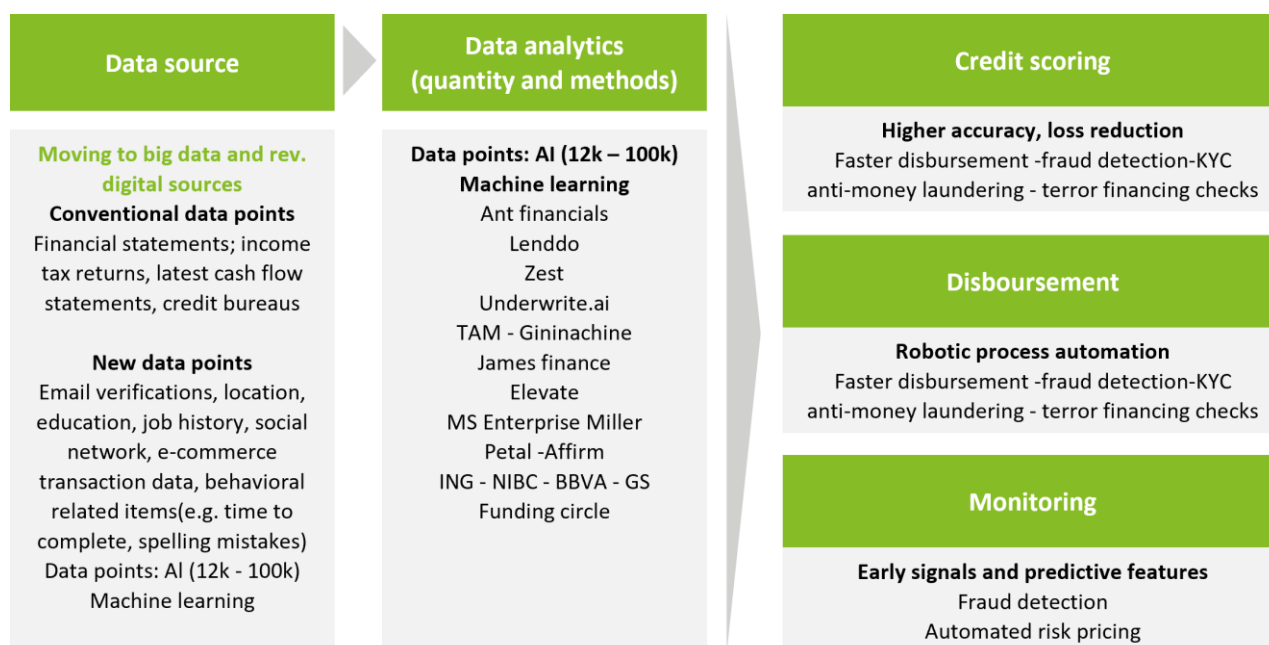 Data source
Moving to big data and rev.
digital sources
Conventional data points
Financial statements; income
tax returns, latest cash flow
statements, credit bureaus
New data points
Email verifications, location,
education, job history, social
network, e-commerce
transaction data, behavioral
related items(e.g. time to
complete, spelling mistakes)
Data points: Al (12k - 100k)
Machine learning
Data analytics
(quantity and methods)
Data points: AI (12k – 100k)
Machine learning
Ant financials
Lenddo
Zest
Underwrite.ai
TAM - Gininachine
James finance
Elevate
MS Enterprise Miller
Petal -Affirm
ING - NIBC - BBVA - GS
Funding circle
Credit scoring
Higher accuracy, loss reduction
Faster disbursement -fraud detection-KYC
anti-money laundering - terror financing checks
Disboursement
Robotic process automation
Faster disbursement -fraud detection-KYC
anti-money laundering - terror financing checks
Monitoring
Early signals and predictive features
Fraud detection
Automated risk pricing